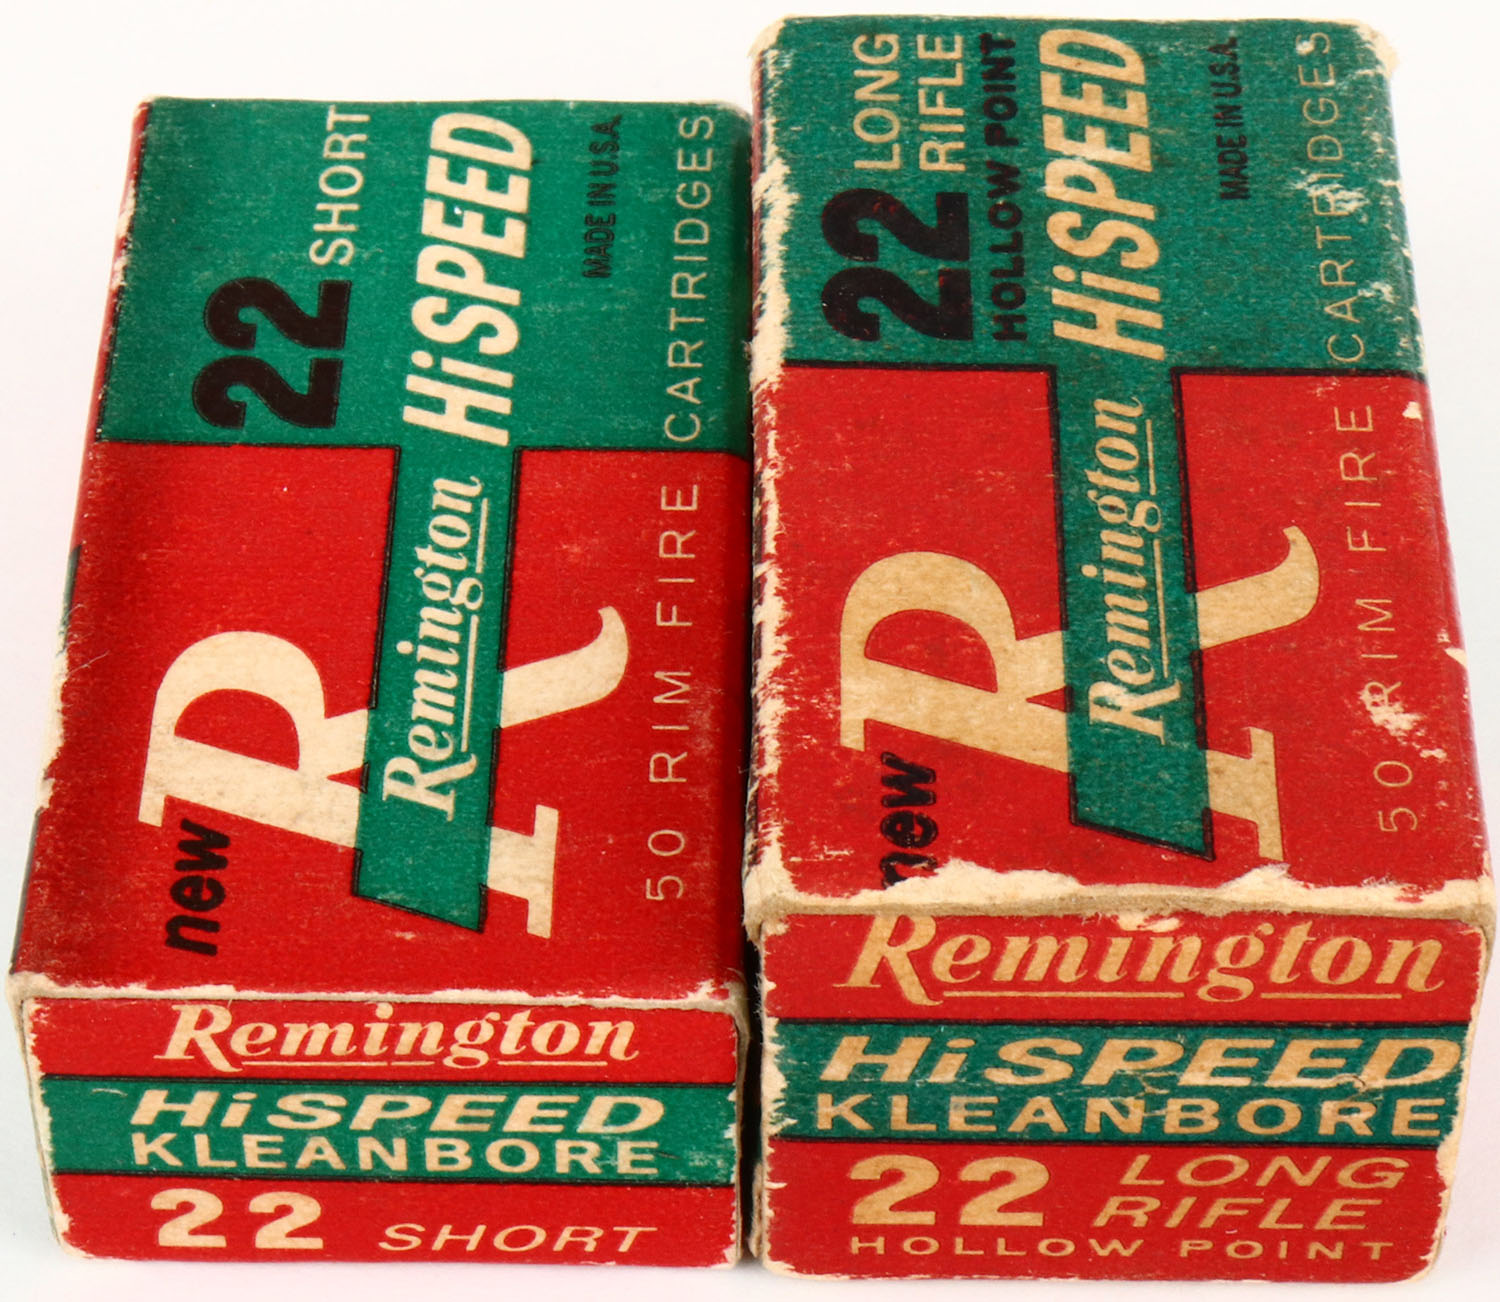 22 SHORT
HiSPEED
MADE IN U.S.A.
Remington
R
new
50 RIM FIRE CARTRIDGES
Remington
HiSPEED
KLEANBORE
22 SHORT
22 LONG
RIFLE
HOLLOW POINT
HiSPEED
MADE IN U.S.A.
Remington
R
new
50 RIM FIRE CARTRIDGES
Remington
HiSPEED
KLEANBORE
22 LONG
RIFLE
HOLLOW POINT